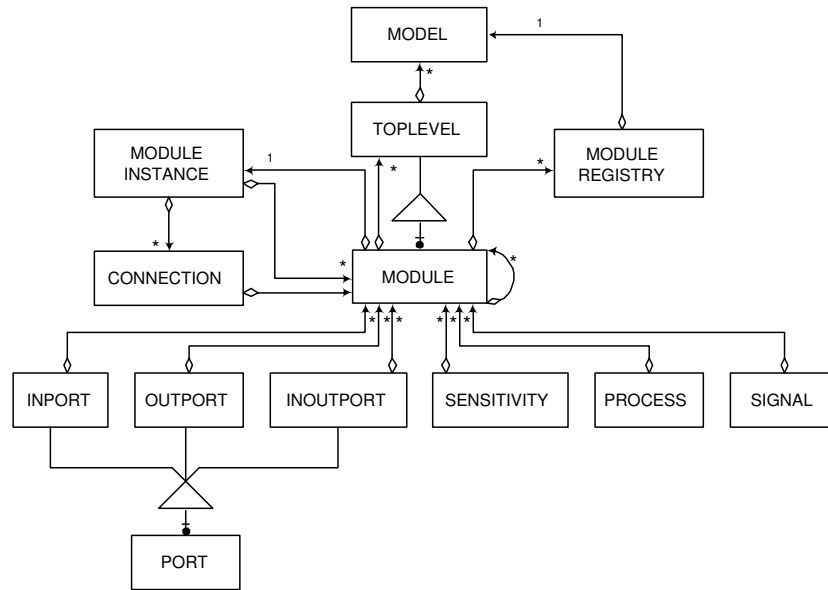 MODEL
1
*
TOPLEVEL
MODULE
INSTANCE
1
*
*
MODULE
REGISTRY
*
CONNECTION
*
MODULE
*
* * *
* * *
INPORT
OUTPORT
INOUTPORT
SENSITIVITY
PROCESS
SIGNAL
PORT